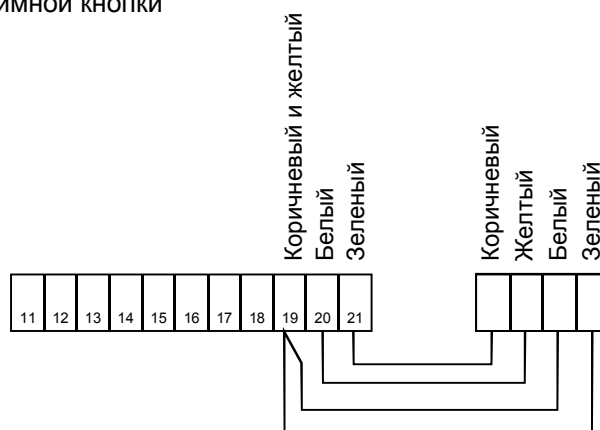 кнопки
Коричневый и желтый
Белый
Зеленый
Коричневый
Желтый
Белый
Зеленый
11 12 13 14 15 16 17 18 19 20 21